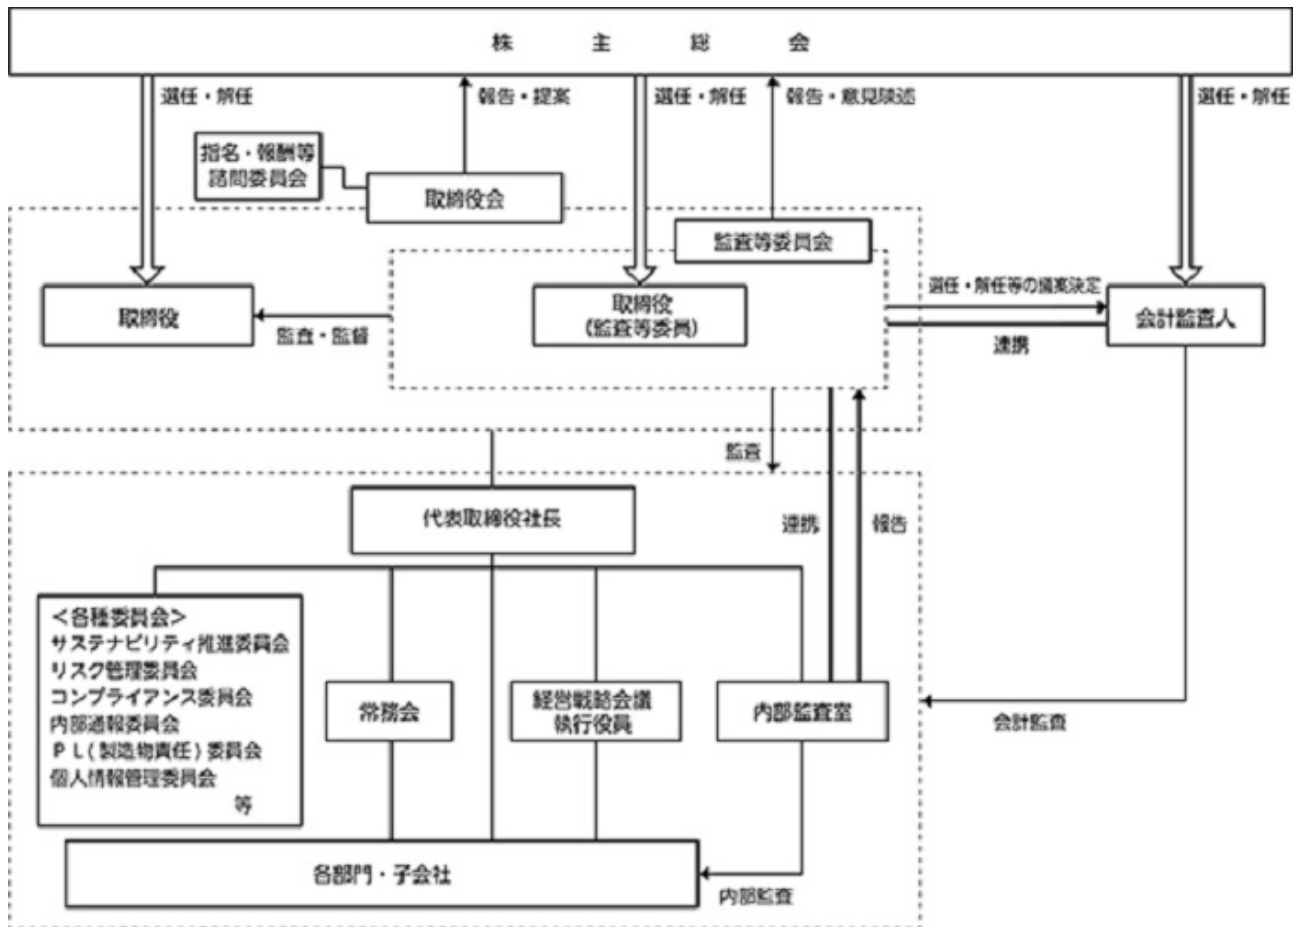 株主総会
選任・解任
報告・提案
選任・解任
報告・意見陳述
選任・解任
指名・報酬等
諮問委員会
取締役会
監査等委員会
取締役
監査・監督
取締役
(監査等委員)
選任・解任等の議案決定
連携
会計監査人
監査
代表取締役社長
連携
報告
<各種委員会>
サステナビリティ推進委員会
リスク管理委員会
コンプライアンス委員会
内部通報委員会
PL(製造物責任)委員会
個人情報管理委員会
等
常務会
経営戦略会議
執行役員
内部監査室
会計監査
各部門・子会社
内部監査